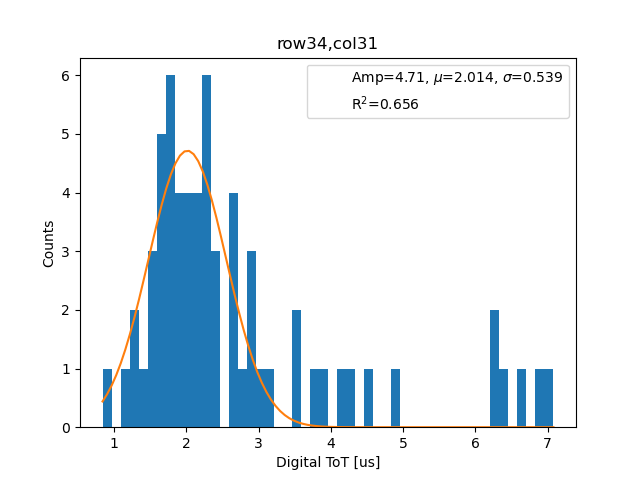 row34,col31
Amp=4.71, μ=2.014, σ=0.539
R²=0.656
Counts
6
5
4
3
2
1
0
1 2 3 4 5 6 7
Digital ToT [us]